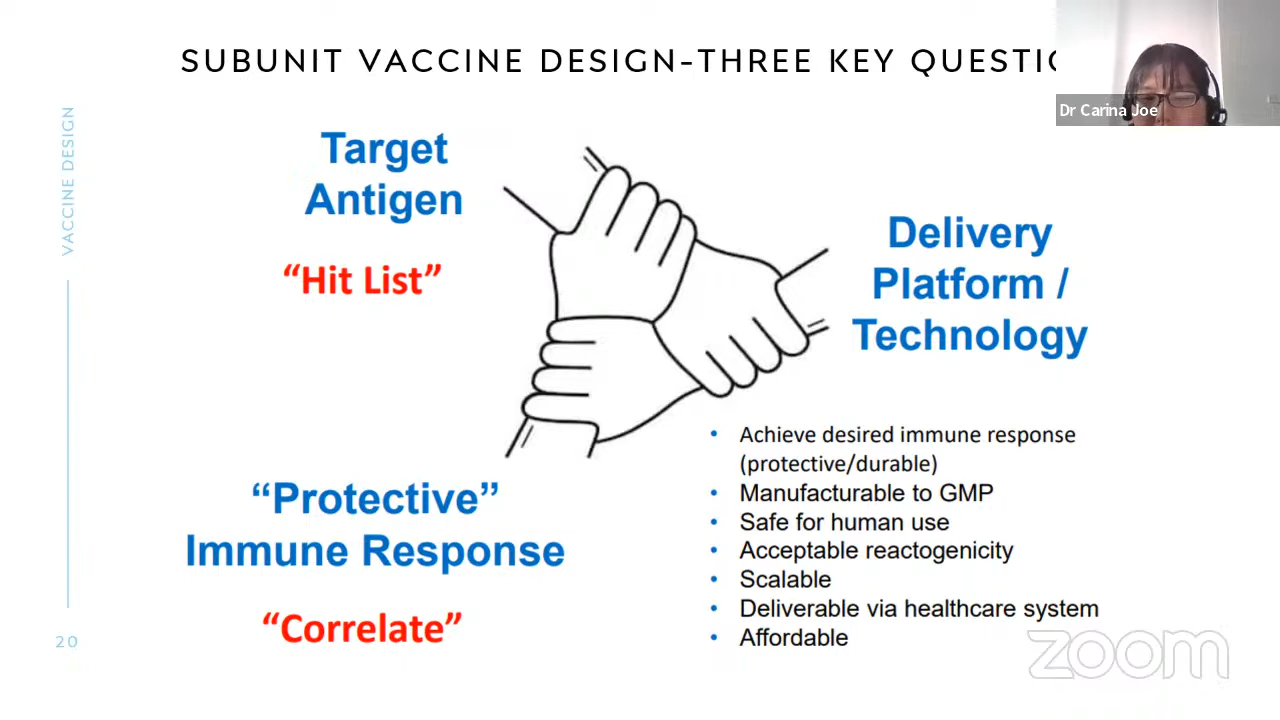 SUBUNIT VACCINE DESIGN-THREE KEY
Dr Carina Joe
VACCINE DESIGN
Target
Antigen
“Hit List”
Delivery
Platform /
Technology
“Protective”
Immune Response
“Correlate”
• Achieve desired immune response
(protective/durable)
• Manufacturable to GMP
• Safe for human use
• Acceptable reactogenicity
• Scalable
• Deliverable via healthcare system
• Affordable
20
zoom